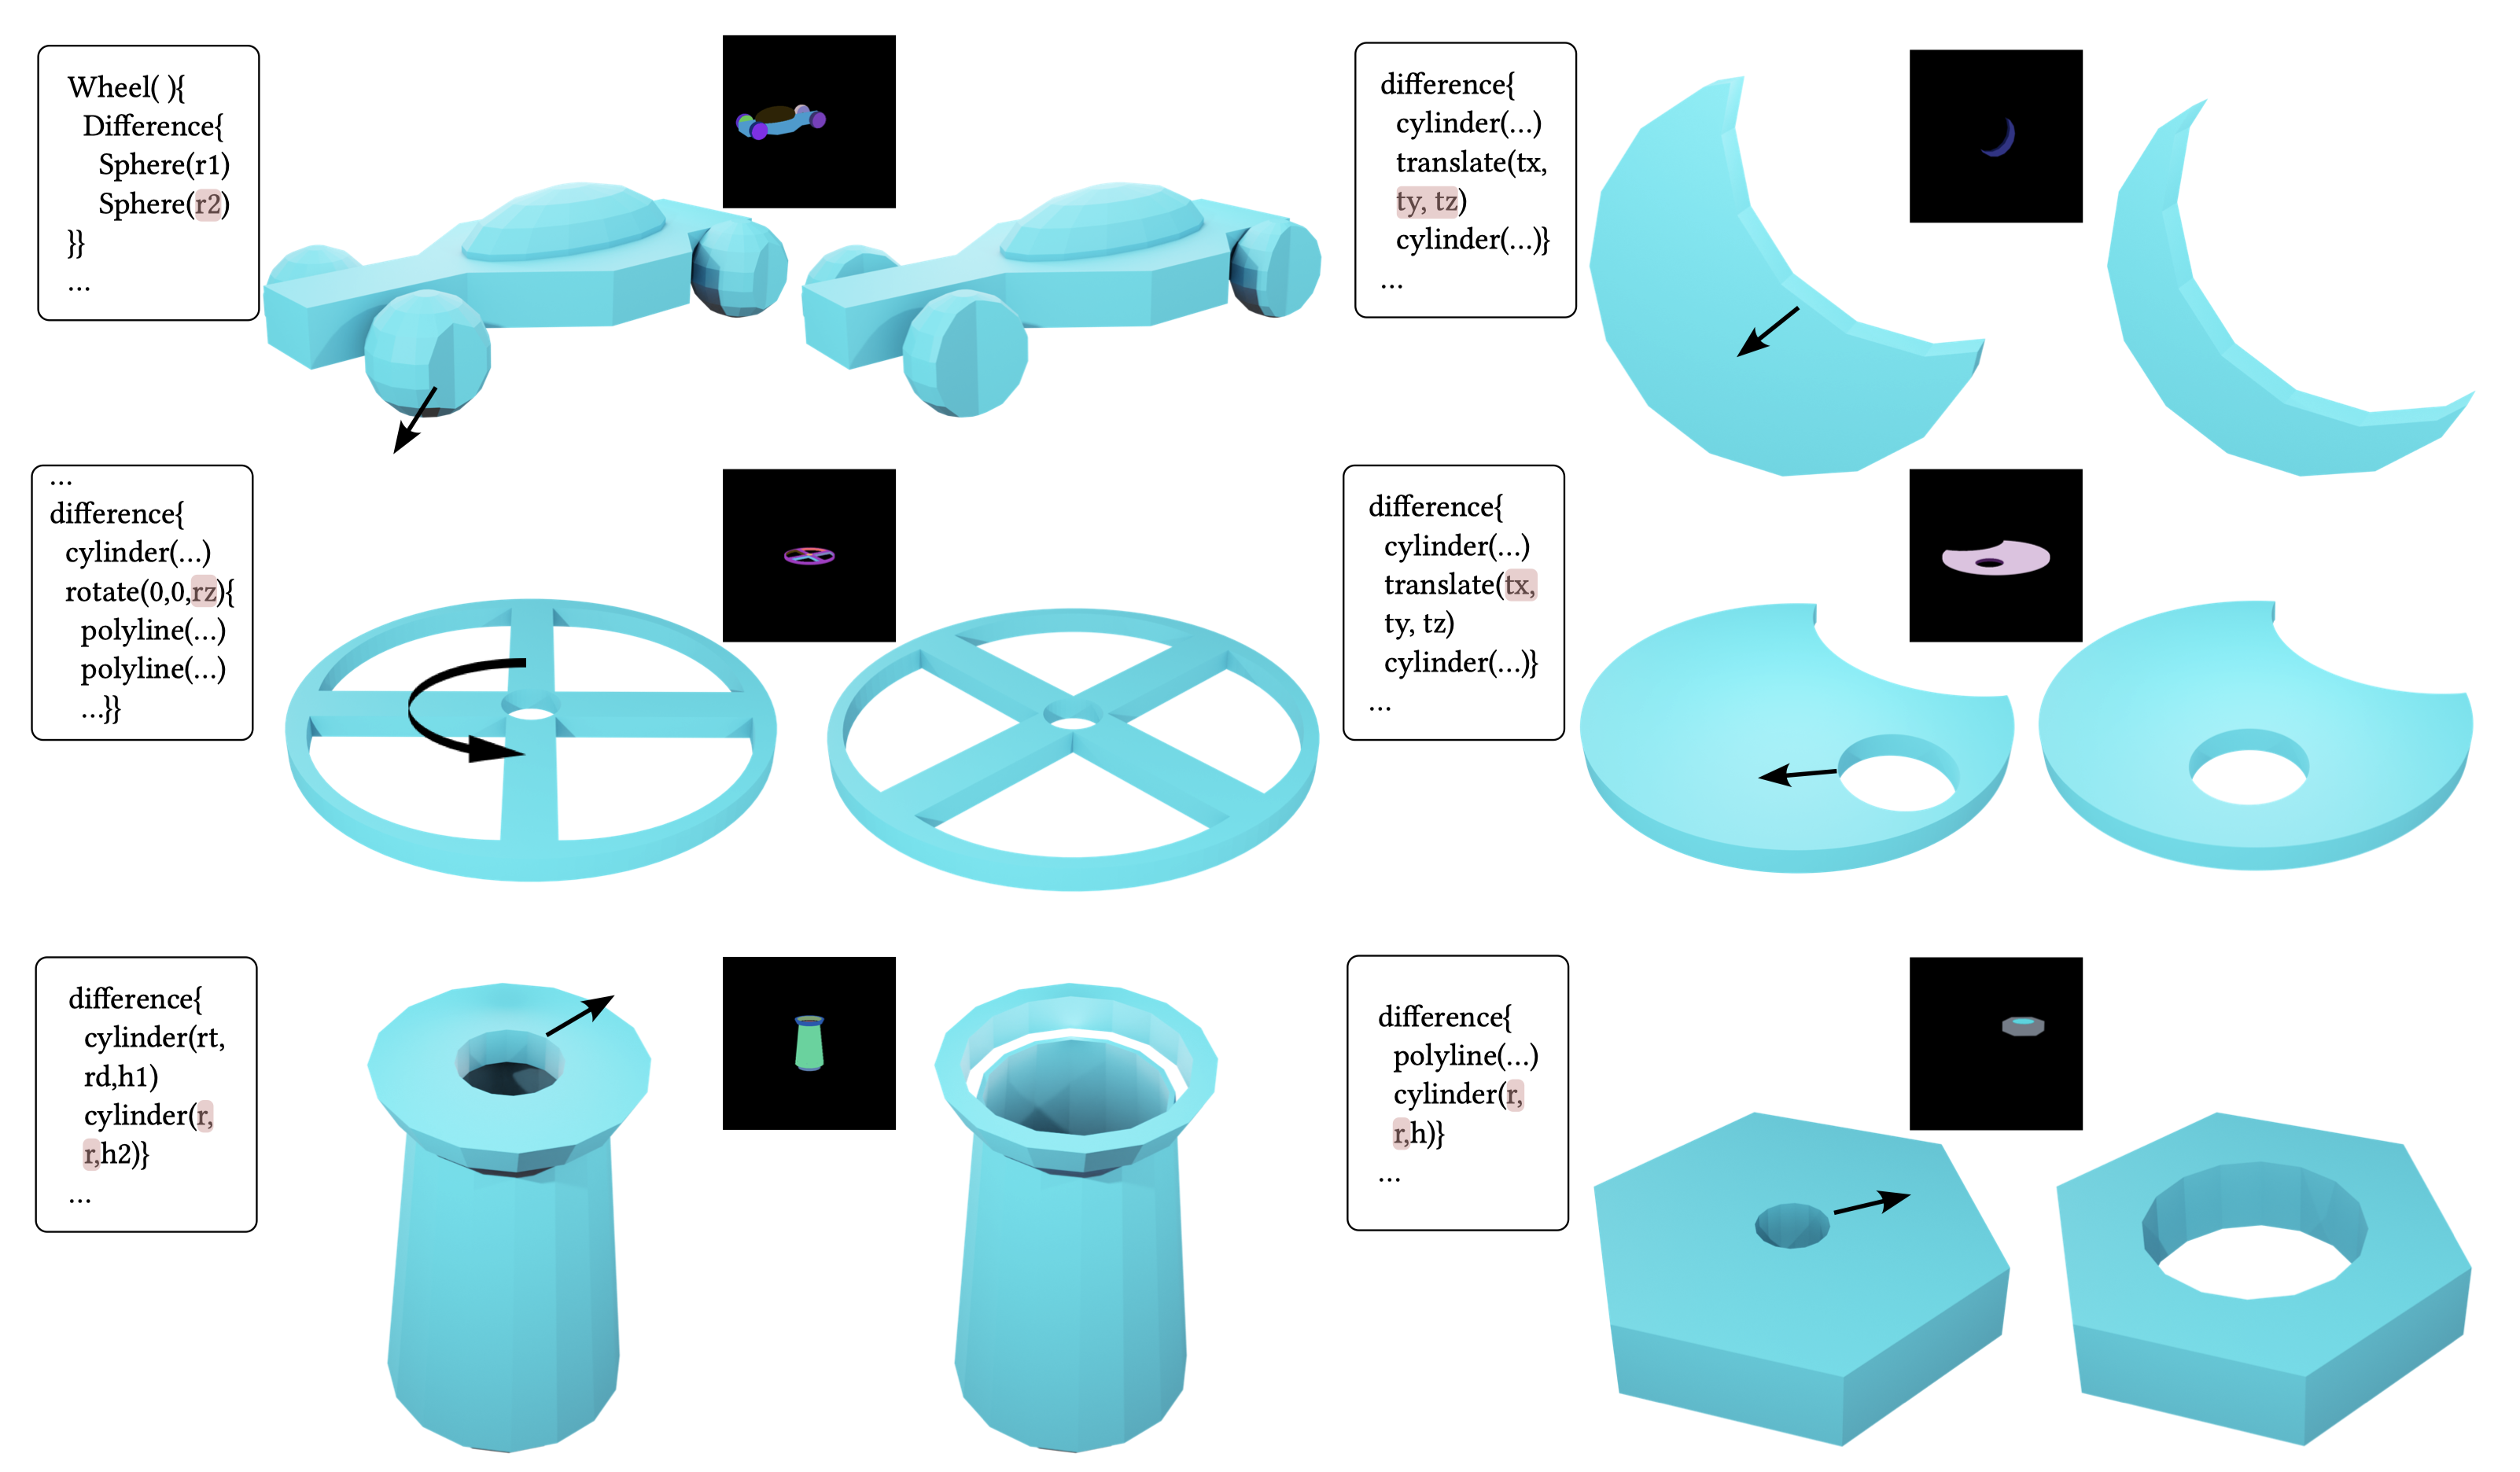 Wheel( ){
Difference{
Sphere(r1)
Sphere(r2)
}}
...
difference{
cylinder(...)
translate(tx,
ty, tz)
cylinder(...)}
...
...
difference{
cylinder(...)
rotate(0,0,rz){
polyline(...)
polyline(...)
...}}
difference{
cylinder(...)
translate(tx,
ty, tz)
cylinder(...)}
...
difference{
cylinder(rt,
rd,h1)
cylinder(r,
r,h2)}
...
difference{
polyline(...)
cylinder(r,
r,h)}
...